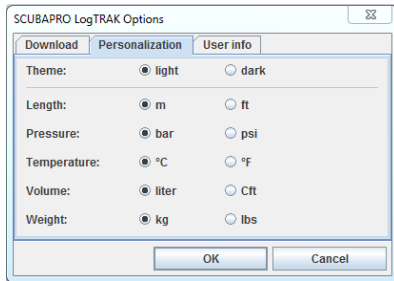 SCUBAPRO LogTRAK Options
Download Personalization User info
Theme: light dark
Length: m ft
Pressure: bar psi
Temperature: °C °F
Volume: liter Cft
Weight: kg lbs
OK Cancel